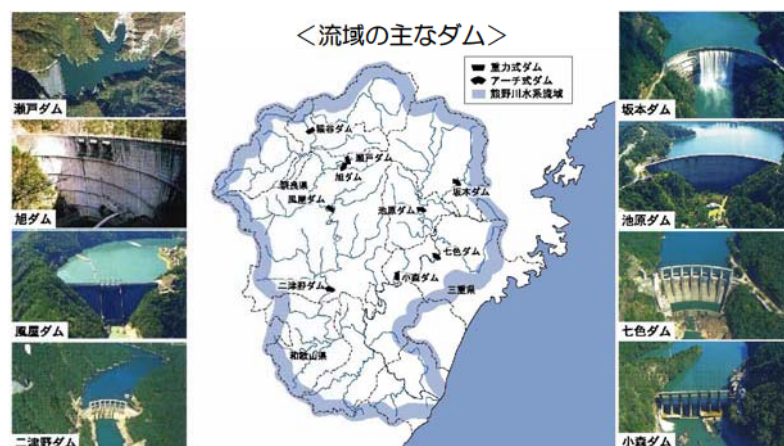 ＜流域の主なダム＞
瀬戸ダム
旭ダム
風屋ダム
二津野ダム
重力式ダム
アーチ式ダム
熊野川水系流域
猿谷ダム
瀬戸ダム
旭ダム
奈良県
風屋ダム
池原ダム
坂本ダム
七色ダム
小森ダム
二津野ダム
三重県
和歌山県
坂本ダム
池原ダム
七色ダム
小森ダム